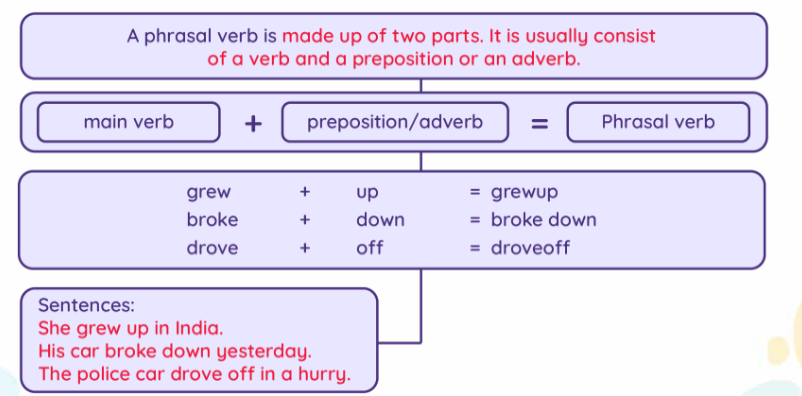 A phrasal verb is made up of two parts. It is usually consist
of a verb and a preposition or an adverb.
main verb + preposition/adverb = Phrasal verb
grew + up = grewup
broke + down = broke down
drove + off = droveoff
Sentences:
She grew up in India.
His car broke down yesterday.
The police car drove off in a hurry.